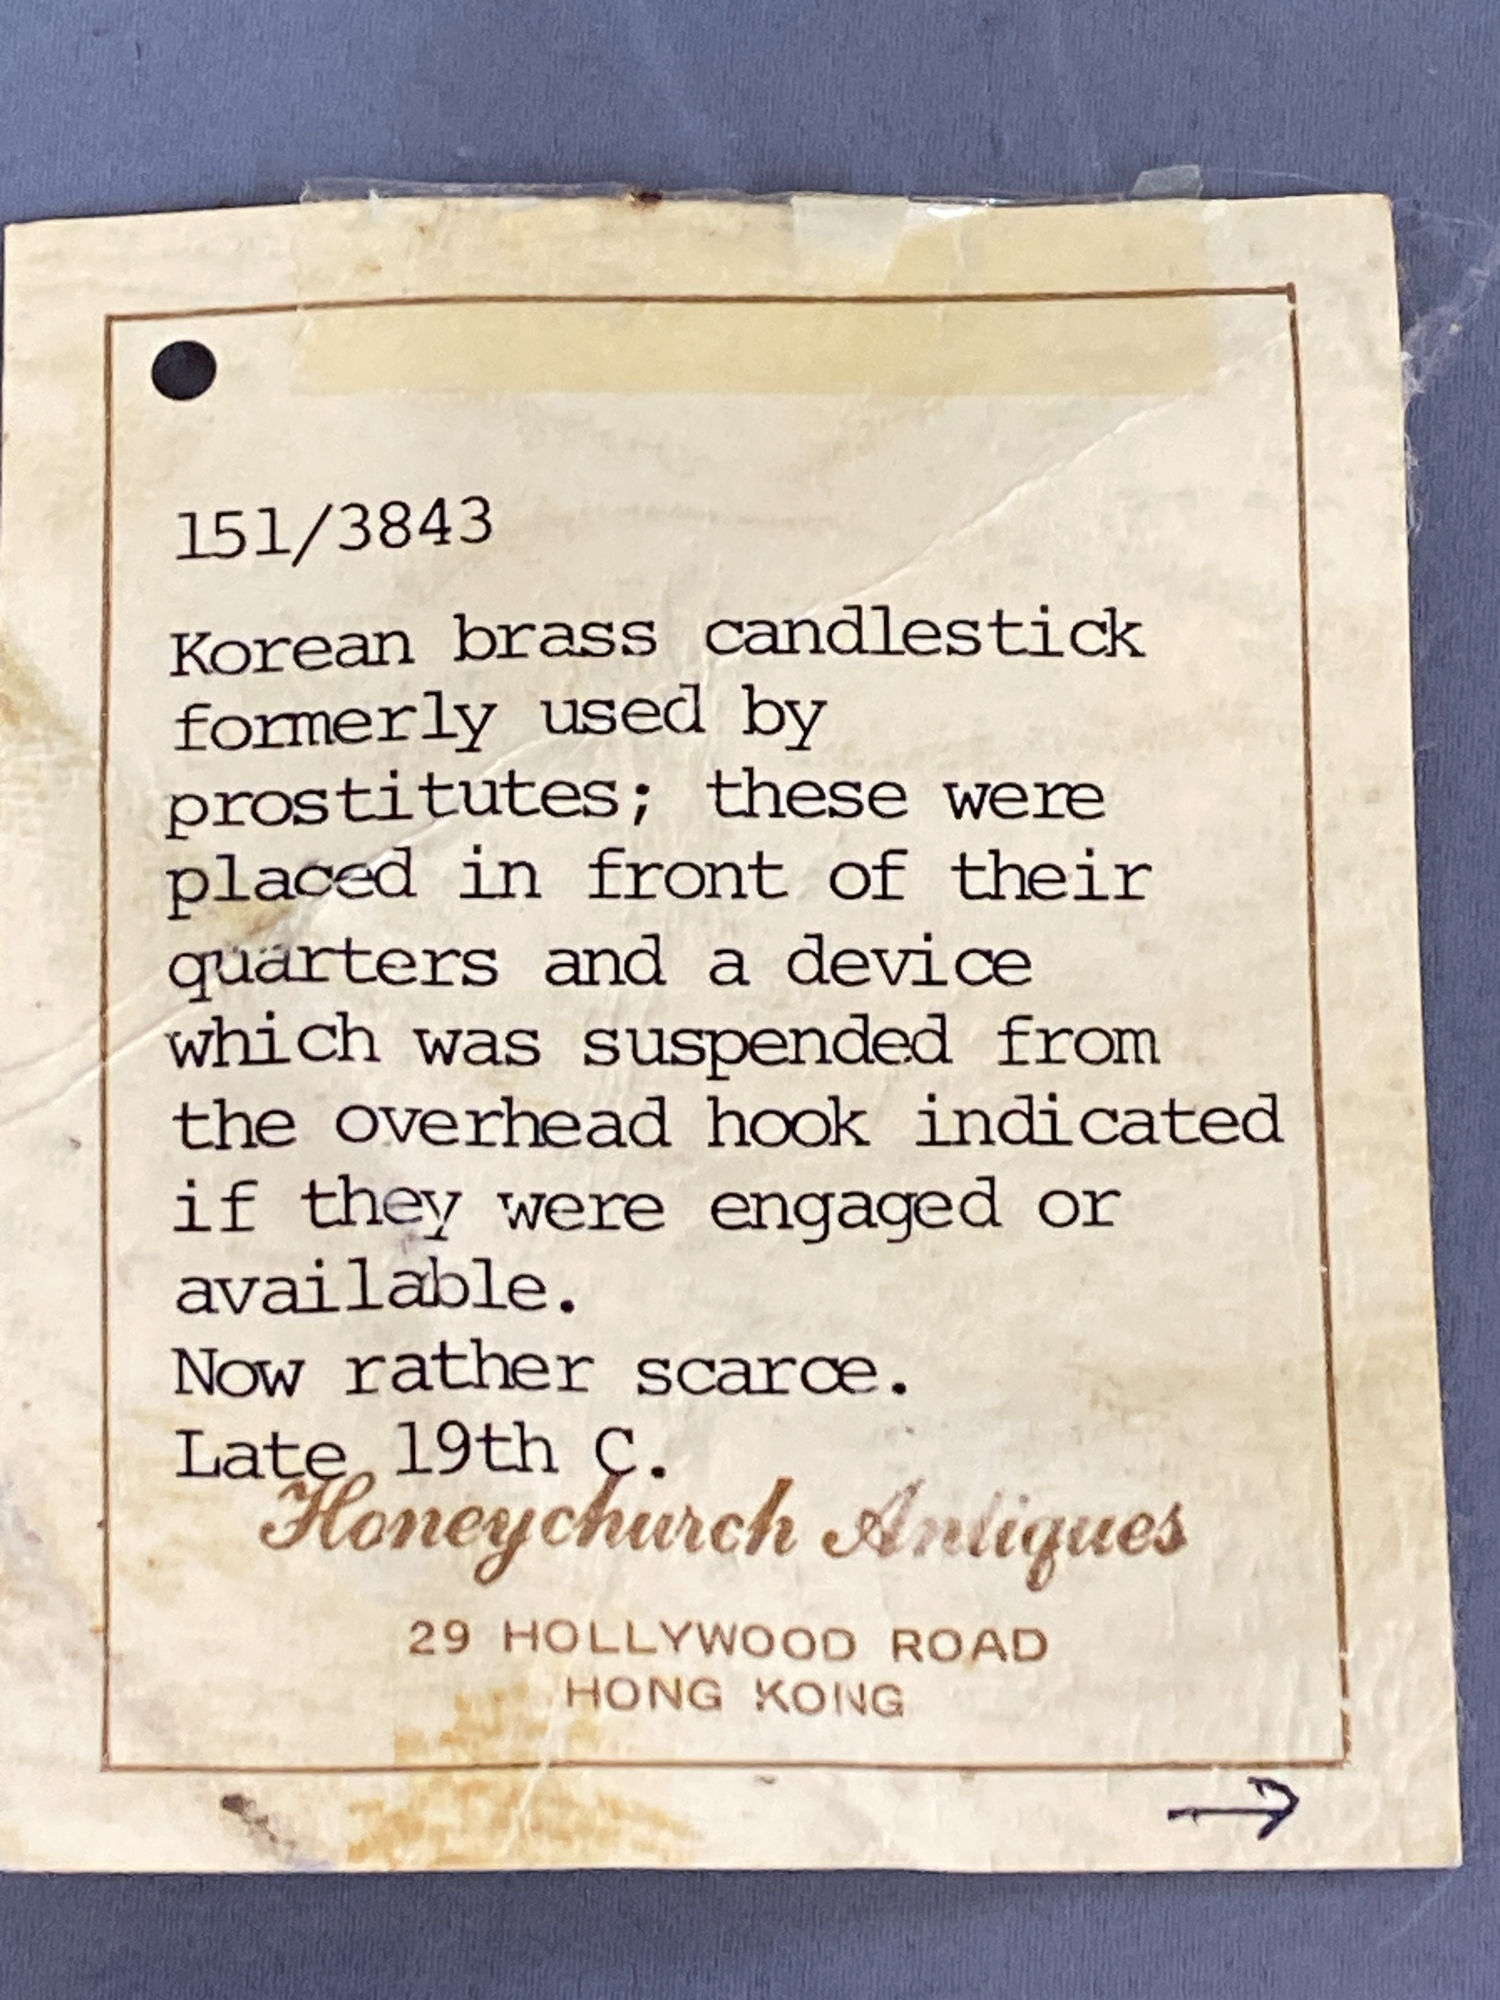 151/3843
Korean brass candlestick
formerly used by
prostitutes; these were
placed in front of their
quarters and a device
which was suspended from
the overhead hook indicated
if they were engaged or
available.
Now rather scarce.
Late 19th C.
Honeychurch Antiques
29 HOLLYWOOD ROAD
HONG KONG